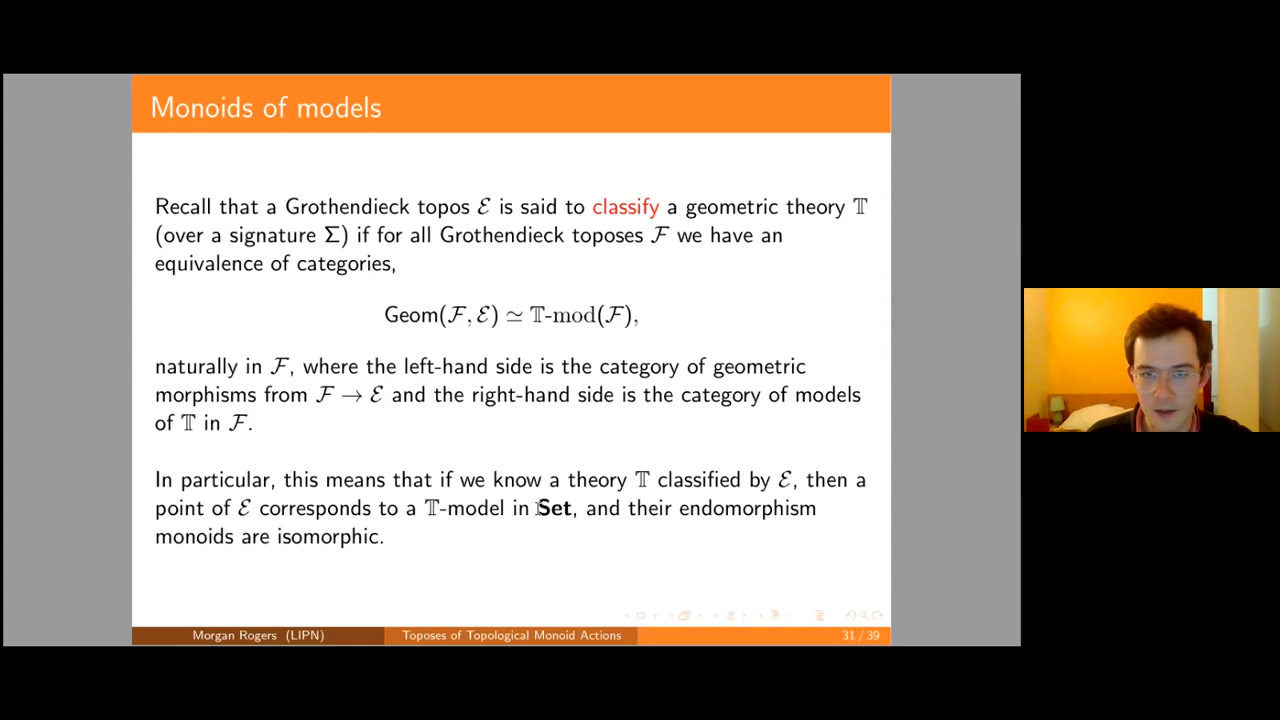 Monoids of models
Recall that a Grothendieck topos ℰ is said to classify a geometric theory 𝕋
(over a signature Σ) if for all Grothendieck toposes ℱ we have an
equivalence of categories,
Geom(ℱ, ℰ) ≃ 𝕋-mod(ℱ),
naturally in ℱ, where the left-hand side is the category of geometric
morphisms from ℱ → ℰ and the right-hand side is the category of models
of 𝕋 in ℱ.
In particular, this means that if we know a theory 𝕋 classified by ℰ, then a
point of ℰ corresponds to a 𝕋-model in Set, and their endomorphism
monoids are isomorphic.
Morgan Rogers (LIPN)
Toposes of Topological Monoid Actions
31 / 39